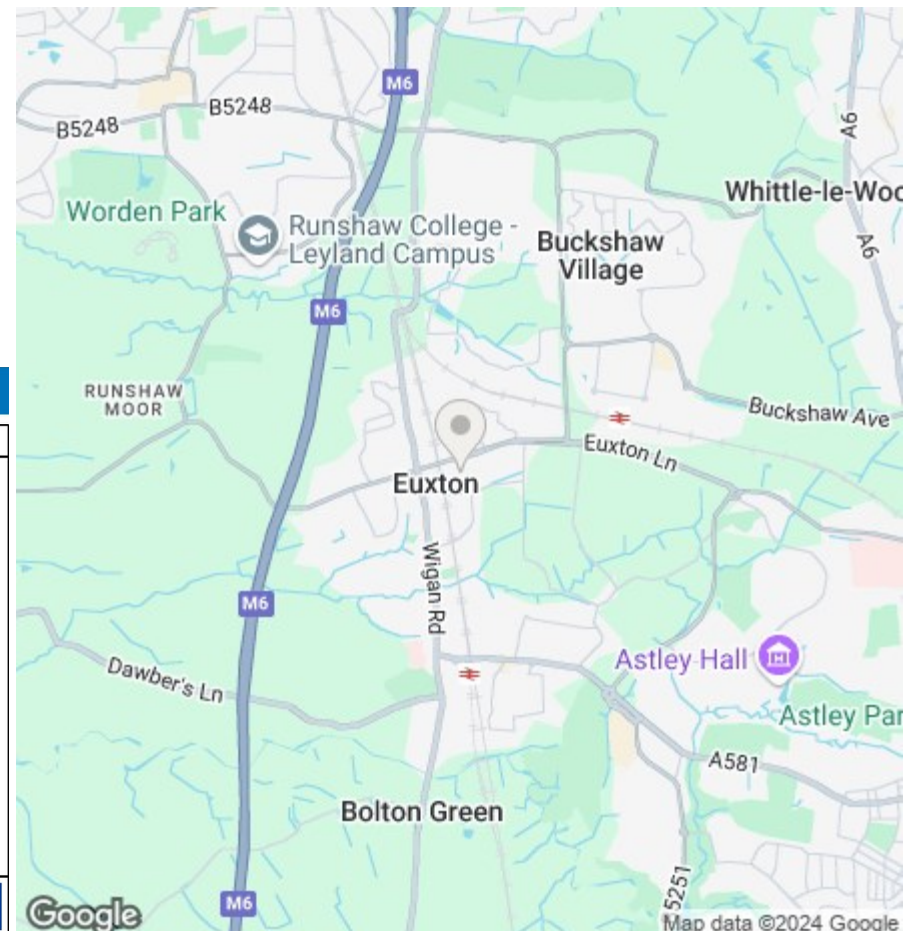 M6
B5248
B5248
A6
Worden Park
Whittle-le-Woo
Runshaw College -
Leyland Campus
Buckshaw
Village
A6
M6
RUNSHAW
MOOR
Buckshaw Ave
Euxton Ln
Euxton
Wigan Rd
M6
Astley Hall
Dawber's Ln
Astley Par
A581
Bolton Green
5251
M6
Google
Map data ©2024 Google